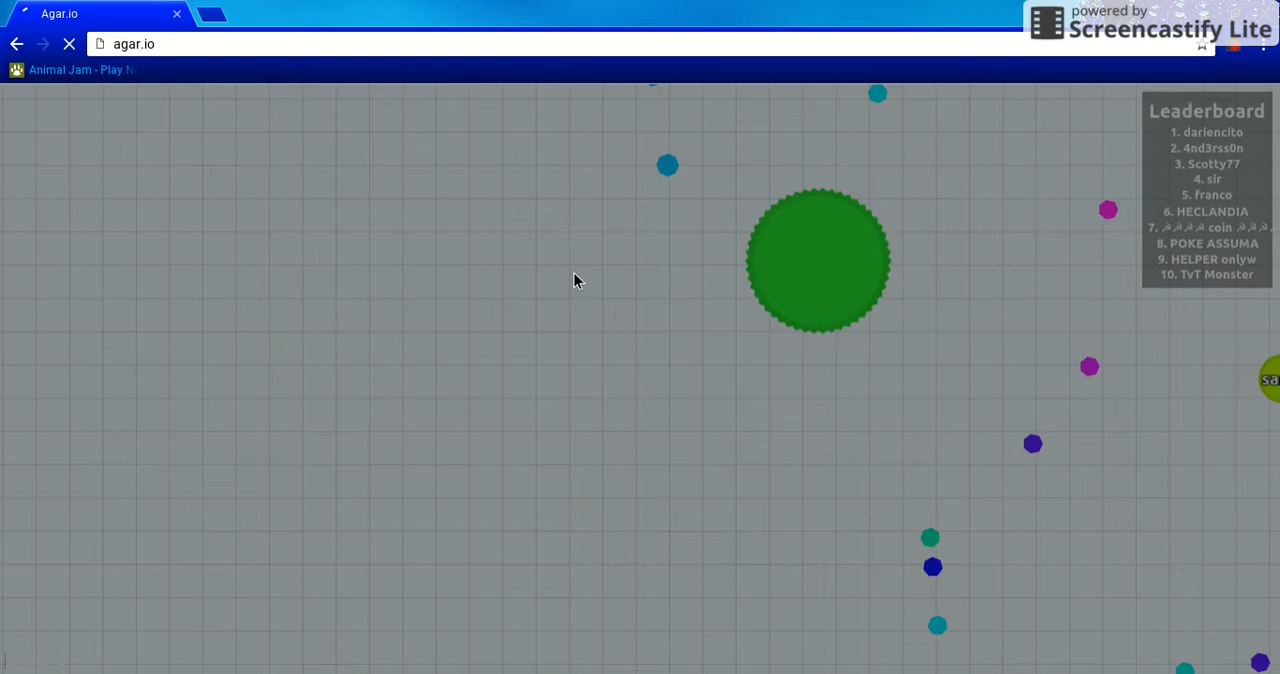 Agar.io
powered by
Screencastify Lite
agar.io
Animal Jam - Play N
Leaderboard
1. dariencito
2. 4nd3rss0n
3. Scotty77
4. sir
5. franco
6. HECLANDIA
7. ☭☭☭☭ coin ☭☭☭.
8. POKE ASSUMA
9. HELPER onlyw
10. TvT Monster
sa